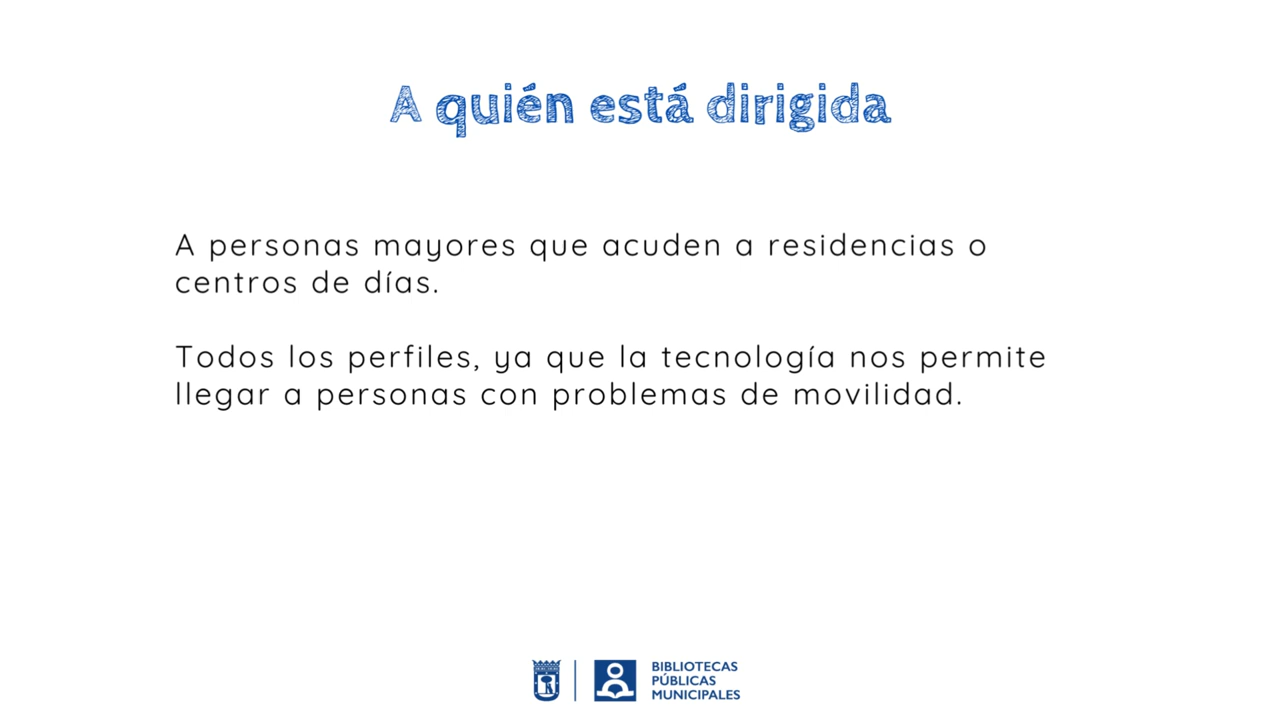 A quién está dirigida
A personas mayores que acuden a residencias o
centros de días.
Todos los perfiles, ya que la tecnología nos permite
llegar a personas con problemas de movilidad.
BIBLIOTECAS
PÚBLICAS
MUNICIPALES